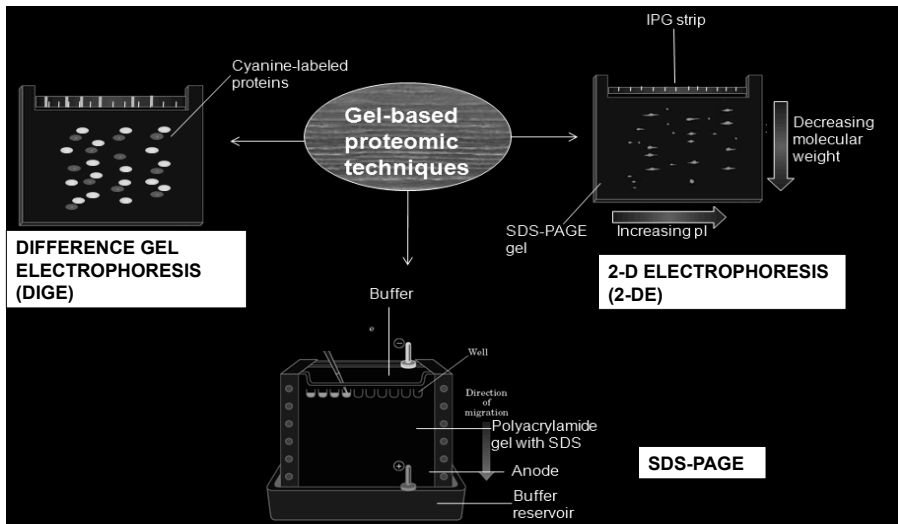 Cyanine-labeled
proteins
DIFFERENCE GEL
ELECTROPHORESIS
(DIGE)
Gel-based
proteomic
techniques
IPG strip
Decreasing
molecular
weight
SDS-PAGE
gel
Increasing pI
2-D ELECTROPHORESIS
(2-DE)
Buffer
e
−
Well
Direction
of
migration
Polyacrylamide
gel with SDS
+
Anode
Buffer
reservoir
SDS-PAGE